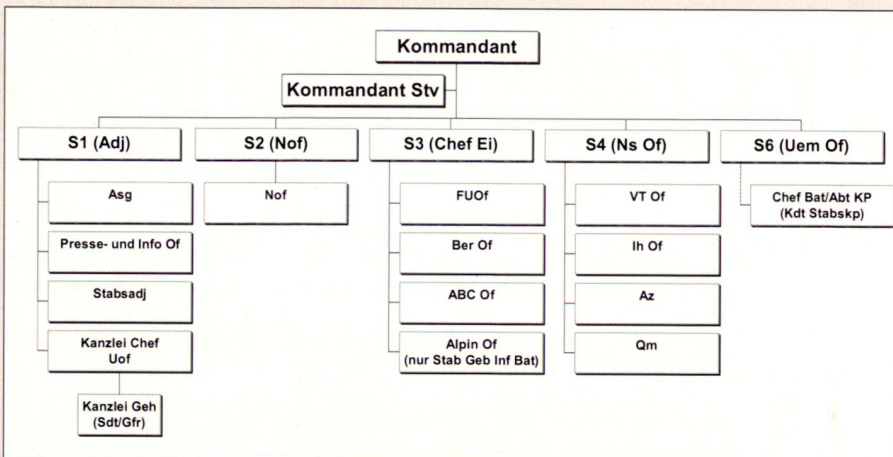 Kommandant
Kommandant Stv
S1 (Adj)
S2 (Nof)
S3 (Chef Ei)
S4 (Ns Of)
S6 (Uem Of)
Asg
Presse- und Info Of
Stabsadj
Kanzlei Chef
Uof
Kanzlei Geh
(Sdt/Gfr)
Nof
FUOf
Ber Of
ABC Of
Alpin Of
(nur Stab Geb Inf Bat)
VT Of
Ih Of
Az
Qm
Chef Bat/Abt KP
(Kdt Stabskp)